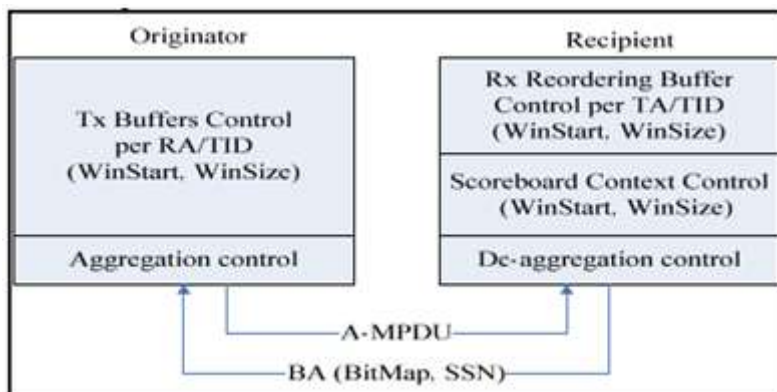 Originator
Tx Buffers Control
per RA/TID
(WinStart, WinSize)
Aggregation control
Recipient
Rx Reordering Buffer
Control per TA/TID
(WinStart, WinSize)
Scoreboard Context Control
(WinStart, WinSize)
De-aggregation control
A-MPDU
BA (BitMap, SSN)